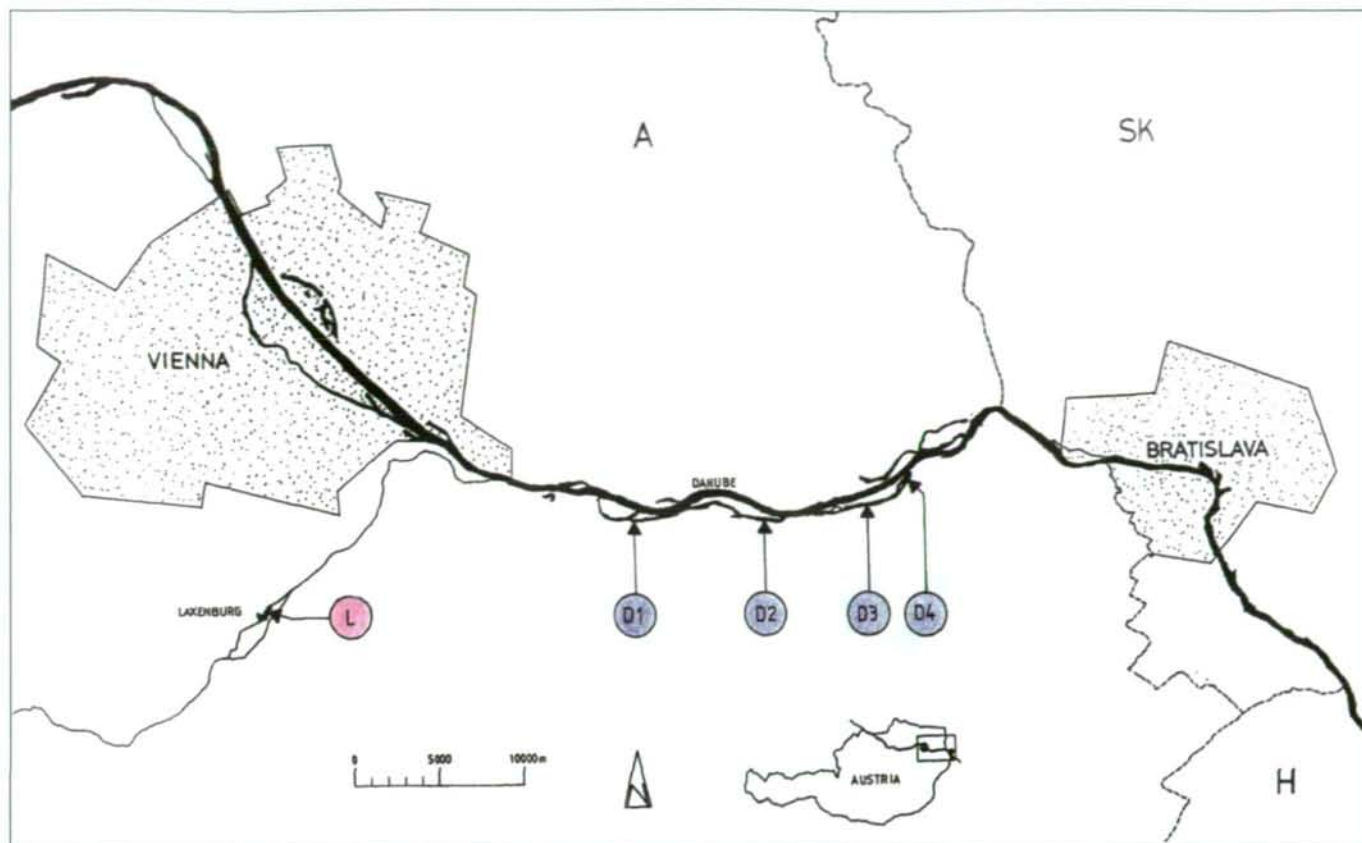 A
SK
VIENNA
BRATISLAVA
DANUBE
LAXENBURG
L
D1
D2
D3
D4
0 5000 10000m
N
AUSTRIA
H